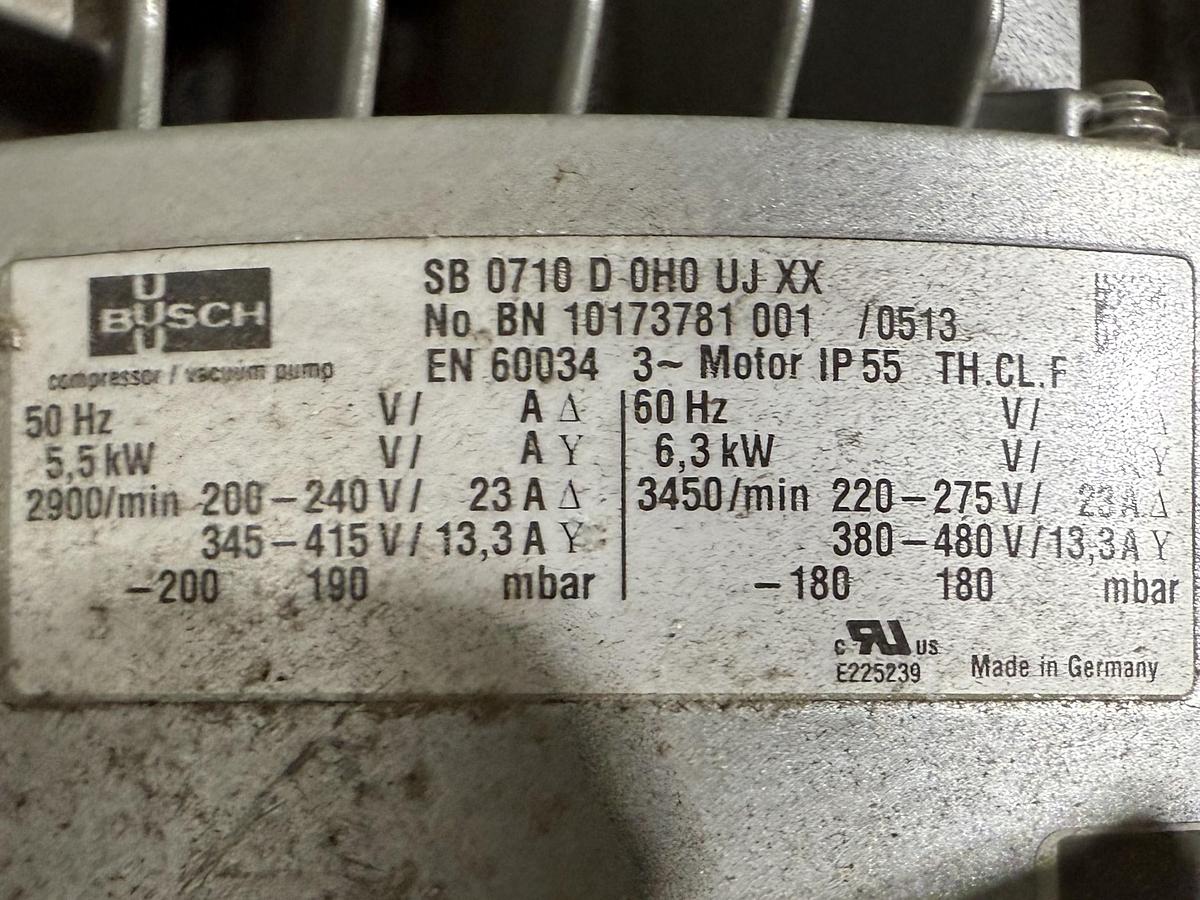 BUSCH
compressor / vacuum pump
SB 0710 D 0H0 UJ XX
No BN 10173781 001 /0513
EN 60034 3~ Motor IP 55 TH.CL.F
50 Hz V/ A Δ
5,5 kW V/ A Y
2900/min 200–240 V/ 23 A Δ
345–415 V/ 13,3 A Y
–200 190 mbar
60 Hz V/ Δ
6,3 kW V/ Y
3450/min 220–275 V/ 23 A Δ
380–480 V/ 13,3 A Y
–180 180 mbar
c RU US
E225239
Made in Germany